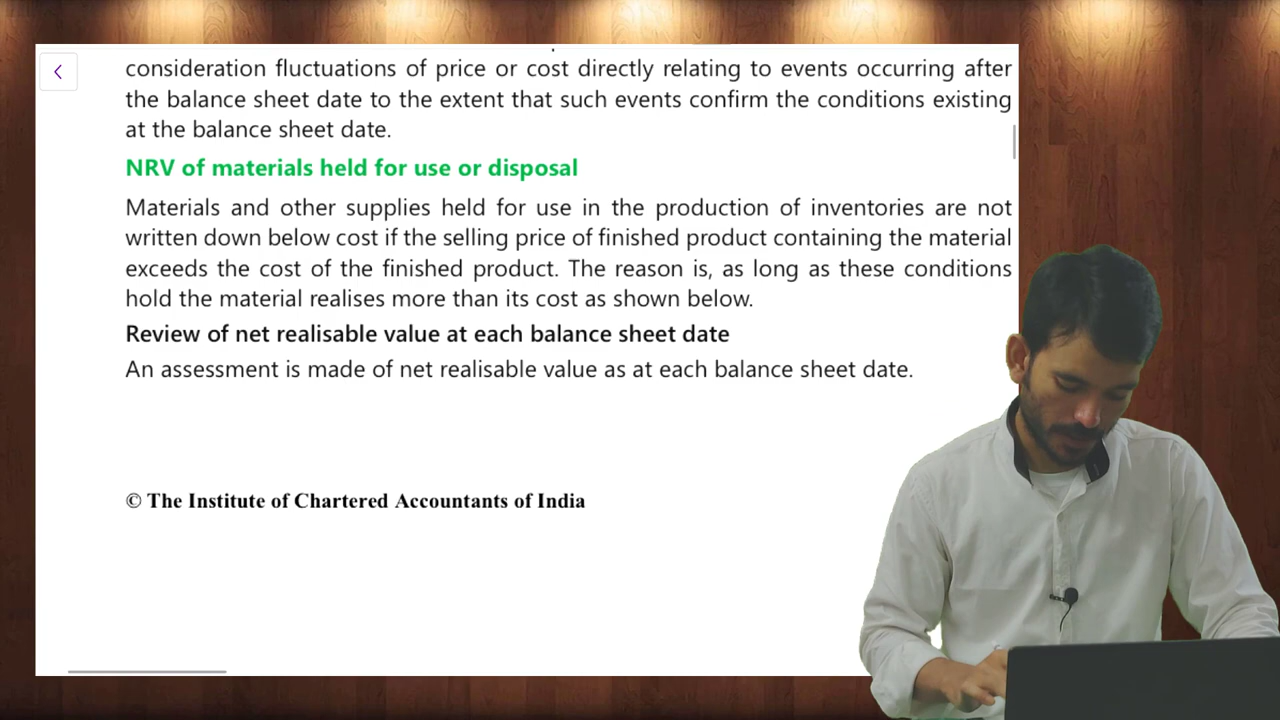 consideration fluctuations of price or cost directly relating to events occurring after
the balance sheet date to the extent that such events confirm the conditions existing
at the balance sheet date.
NRV of materials held for use or disposal
Materials and other supplies held for use in the production of inventories are not
written down below cost if the selling price of finished product containing the material
exceeds the cost of the finished product. The reason is, as long as these conditions
hold the material realises more than its cost as shown below.
Review of net realisable value at each balance sheet date
An assessment is made of net realisable value as at each balance sheet date.
© The Institute of Chartered Accountants of India